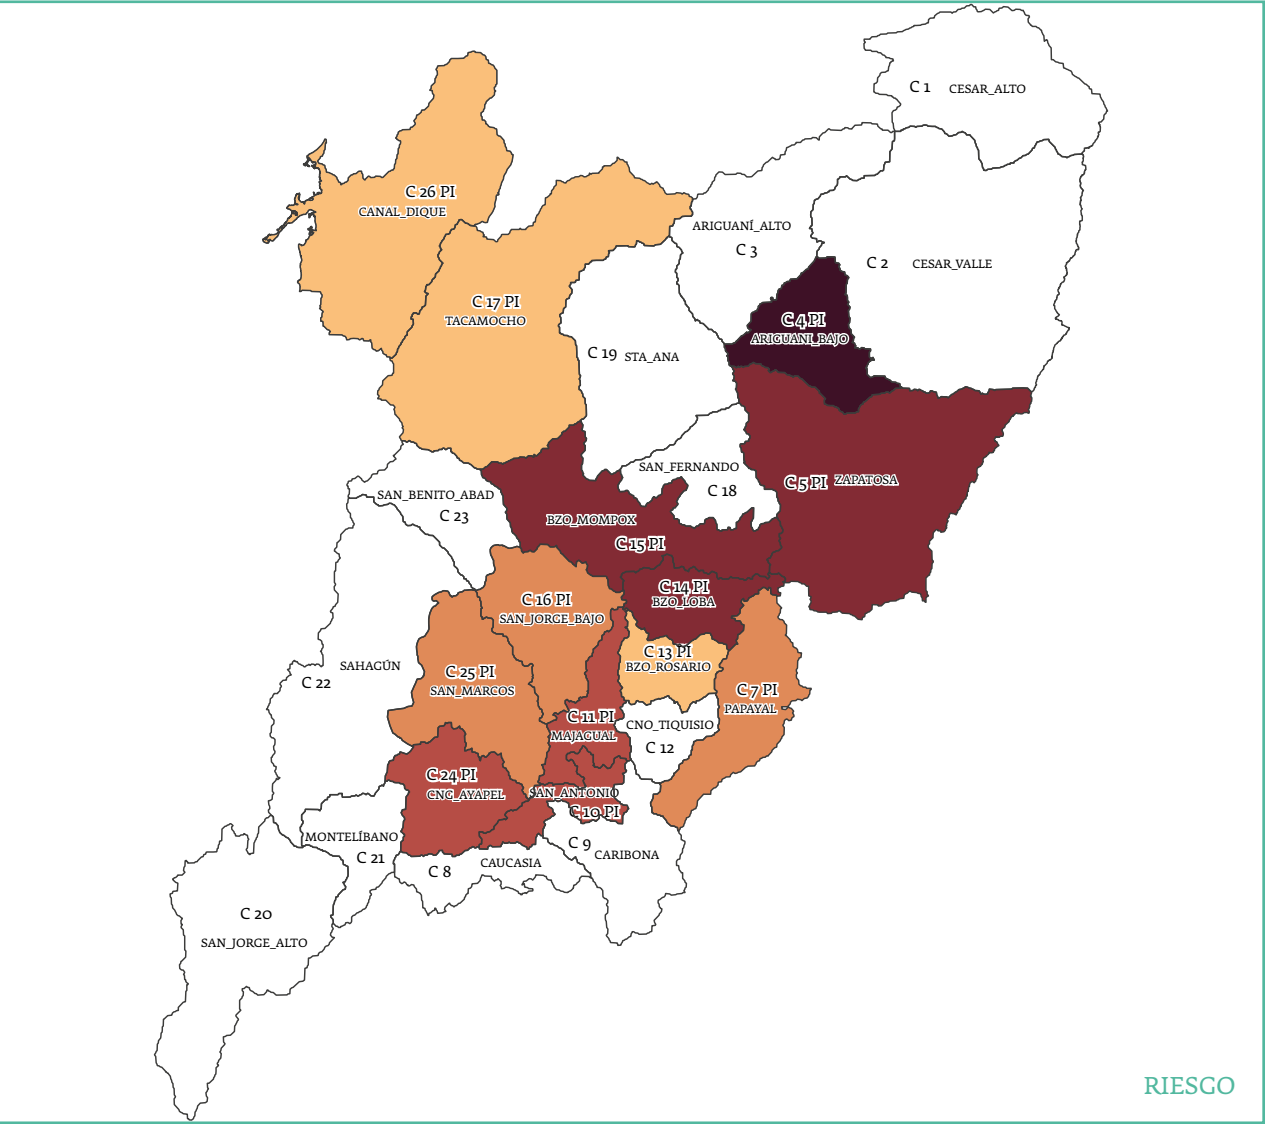 C 1 CESAR_ALTO
C 26 PI
CANAL_DIQUE
ARIGUANÍ_ALTO
C 3
C 2 CESAR_VALLE
C 17 PI
TACAMOCHO
C 4 PI
ARIGUANI_BAJO
C 19 STA_ANA
SAN_FERNANDO
C 18
C 5 PI ZAPATOSA
SAN_BENITO_ABAD
C 23
BZO_MOMPOX
C 15 PI
C 14 PI
BZO_LOBA
C 16 PI
SAN_JORGE_BAJO
C 13 PI
BZO_ROSARIO
SAHAGÚN
C 22
C 25 PI
SAN_MARCOS
C 7 PI
PAPAYAL
C 11 PI
MAJAGUAL
CNO_TIQUISIO
C 12
C 24 PI
CNG_AYAPEL
SAN_ANTONIO
C 10 PI
MONTELÍBANO
C 21
C 9
CARIBONA
C 8
CAUCASIA
C 20
SAN_JORGE_ALTO
RIESGO